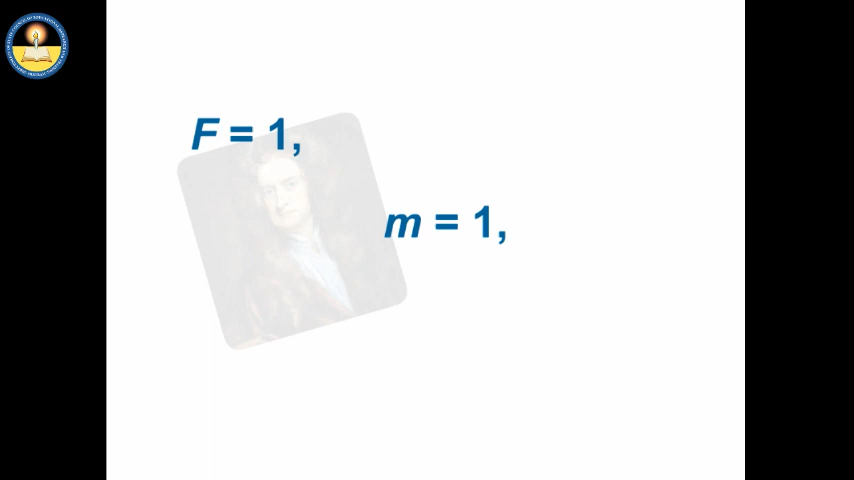 F = 1,
m = 1,